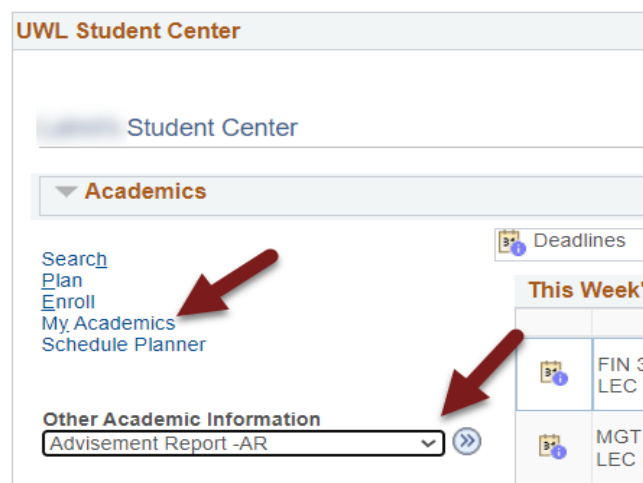 UWL Student Center
Student Center
Academics
Search
Plan
Enroll
My Academics
Schedule Planner
Other Academic Information
Advisement Report -AR
Deadlines
This Week'
FIN 3
LEC
MGT
LEC